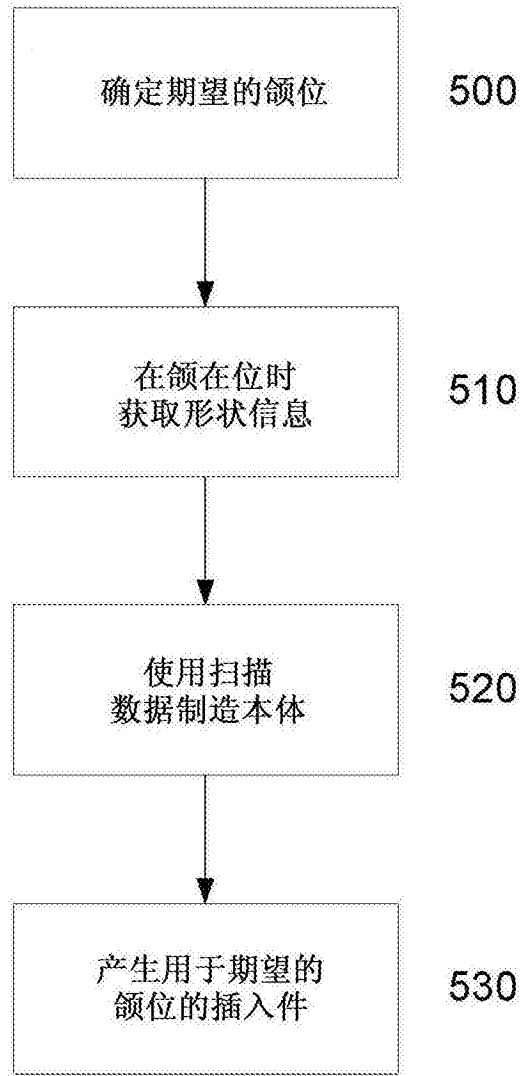 确定期望的颌位
500
在颌在位时
获取形状信息
510
使用扫描
数据制造本体
520
产生用于期望的
颌位的插入件
530